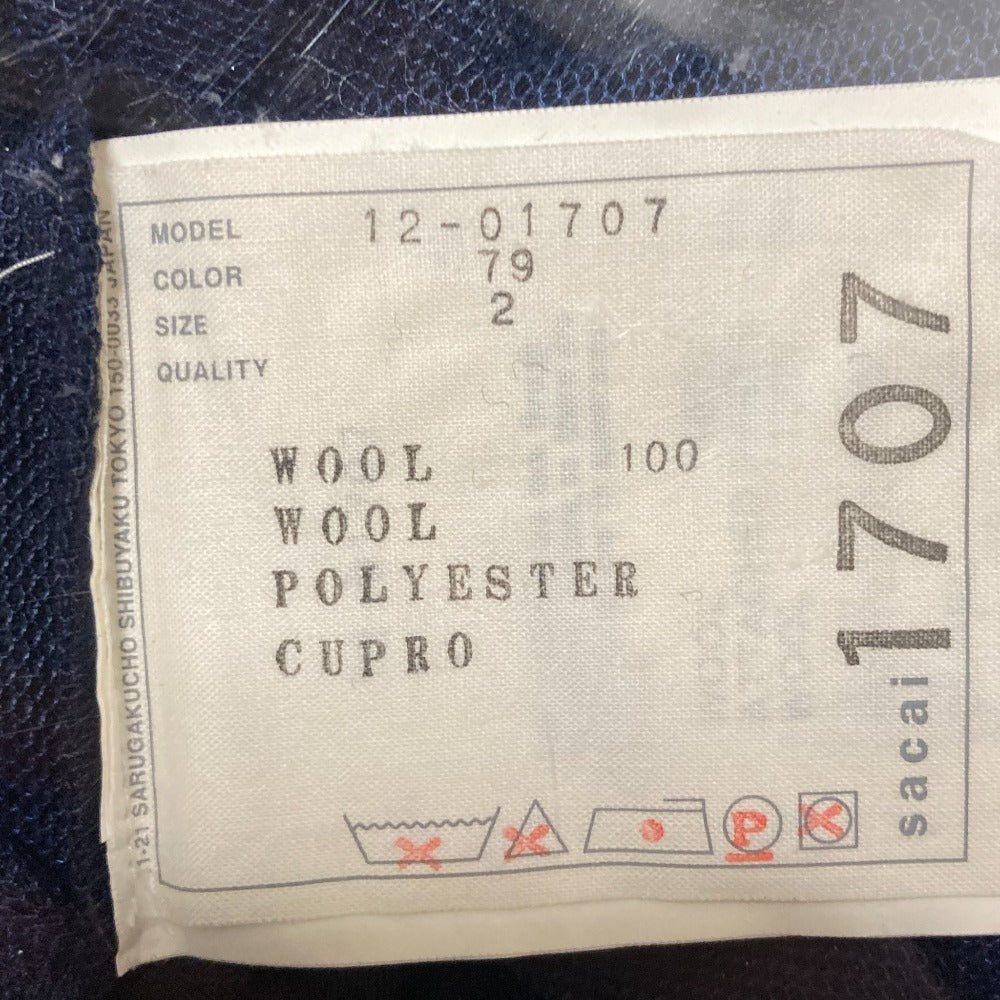 MODEL 12-01707
COLOR 79
SIZE 2
QUALITY
WOOL 100
WOOL
POLYESTER
CUPRO
P
sacai 1707
1-21 SARUGAKUCHO SHIBUYAKU TOKYO 150-0033 JAPAN